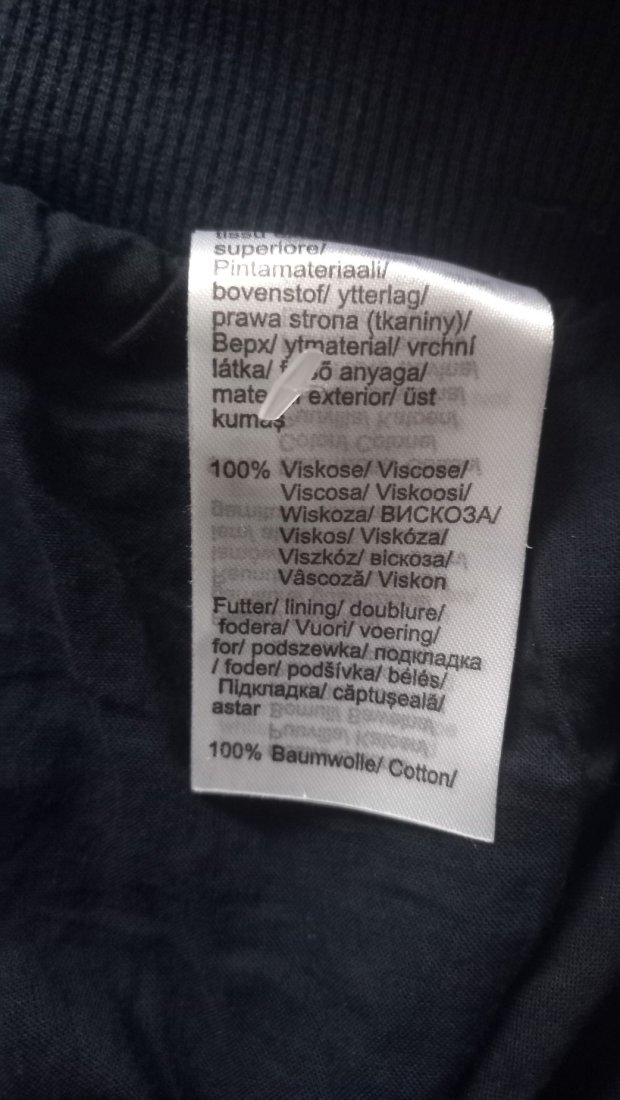 superiore/
Pintamateriaali/
bovenstof/ ytterlag/
prawa strona (tkaniny)/
Верх/ ytmaterial/ vrchní
látka/ anyaga/
exterior/ üst
kumaş
100% Viskose/ Viscose/
Viscosa/ Viskoosi/
Wiskoza/ ВИСКОЗА/
Viskos/ Viskóza/
Viszkóz/ віскоза/
Vâscoză/ Viskon
Futter/ lining/ doublure/
fodera/ Vuori/ voering/
for/ podszewka/ подкладка
/ foder/ podšívka/ bélés/
Підкладка/ căptuşeală/
astar
100% Baumwolle/ Cotton/